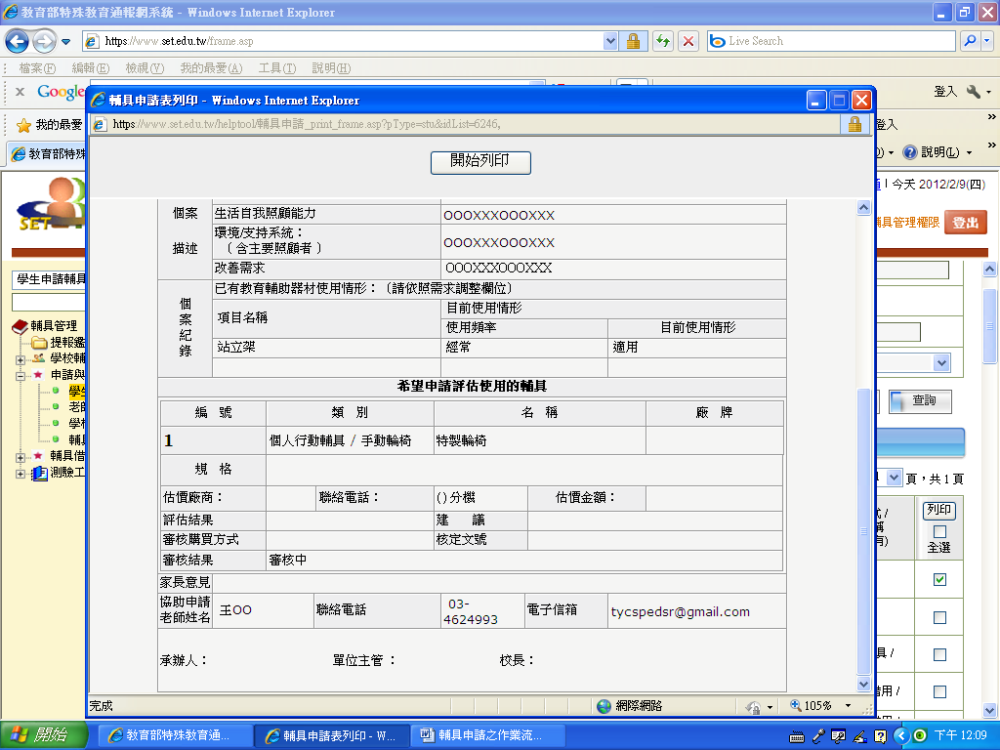 教育部特殊教育通報網系統 - Windows Internet Explorer
https://www.set.edu.tw/frame.asp
Live Search
檔案(F) 編輯(E) 檢視(V) 我的最愛(A) 工具(T) 說明(H)
x Google
登入
我的最愛
登入
教育部特殊
說明(L)
今天 2012/2/9(四)
輔具管理權限 登出
SET
學生申請輔具
輔具管理
提報鑑
學校輔
申請與
學生
老師
學校
輔具
輔具借
測驗工
查詢
1 頁，共 1 頁
列印
全選
輔具申請表列印 - Windows Internet Explorer
https://www.set.edu.tw/helptool/輔具申請_print_frame.asp?pType=stu&idList=6246,
開始列印
個案描述
生活自我照顧能力 OOOXXXOOOXXX
環境/支持系統：
〔含主要照顧者〕 OOOXXXOOOXXX
改善需求 OOOXXXOOOXXX
個案紀錄
已有教育輔助器材使用情形：〔請依照需求調整欄位〕
項目名稱 目前使用情形
使用頻率 目前使用情形
站立架 經常 適用
希望申請評估使用的輔具
編 號 類 別 名 稱 廠 牌
1 個人行動輔具 / 手動輪椅 特製輪椅
規 格
估價廠商： 聯絡電話： ( ) 分機 估價金額：
評估結果 建 議
審核購買方式 核定文號
審核結果 審核中
家長意見
協助申請老師姓名 王OO 聯絡電話 03-4624993 電子信箱 tycspedsr@gmail.com
承辦人： 單位主管： 校長：
完成 網際網路 105%
開始 教育部特殊教育通... 輔具申請表列印 - W... 輔具申請之作業流... 下午 12:09